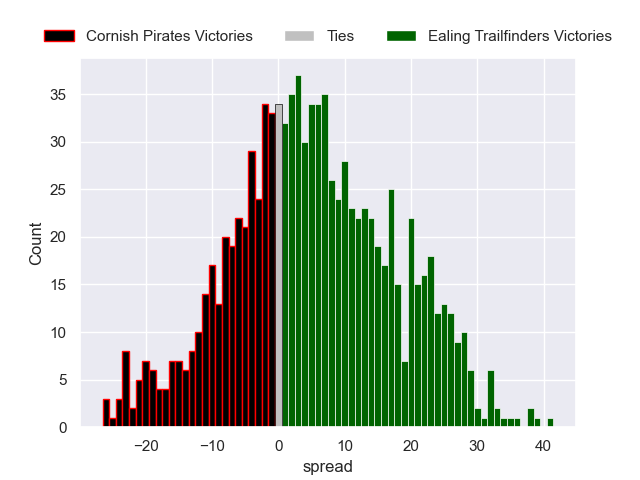 Cornish Pirates Victories Ties Ealing Trailfinders Victories
35
30
25
20
15
10
5
0
Count
−20 −10 0 10 20 30 40
spread